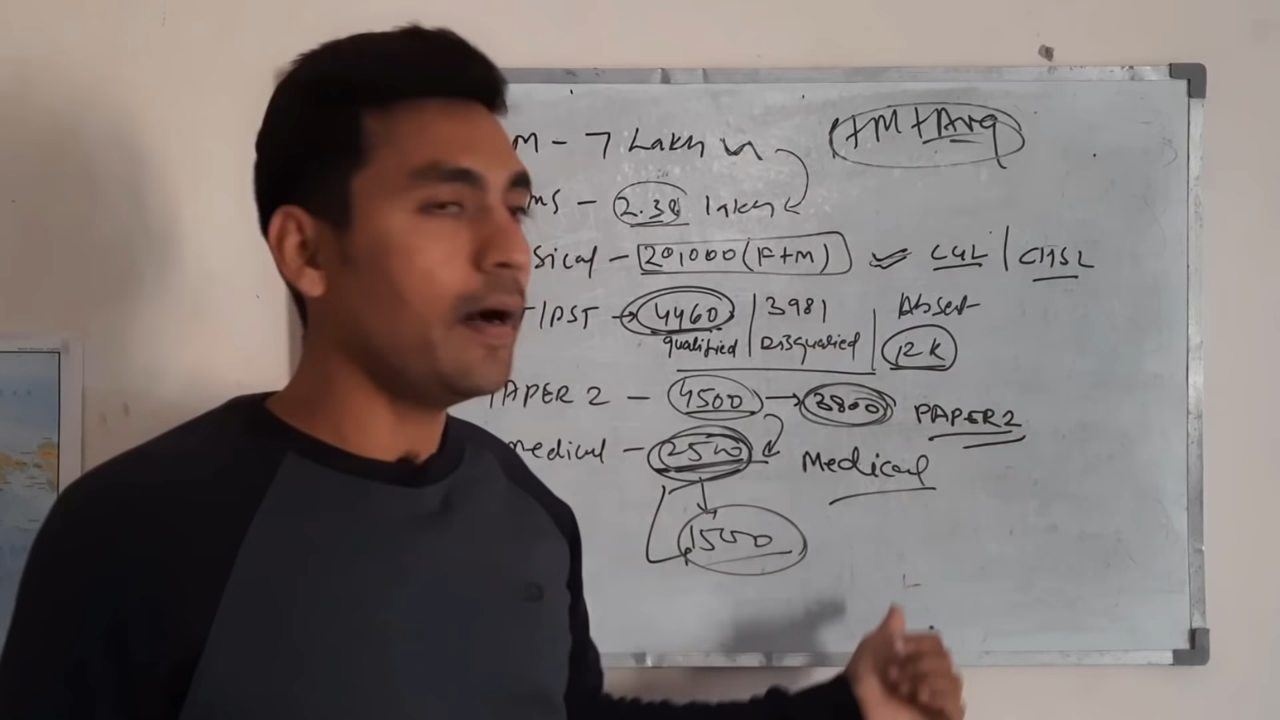 +M+Avg
M - 7 Lakh
MS - 2.38 lakh
sical - 201000 (F+M) CGL | CHSL
T/PST → 4460 | 3981 | Absent
qualified | Disqualified | 12K
PAPER 2 - 4500 → 3800 PAPER 2
medical - 2500 Medical
1500